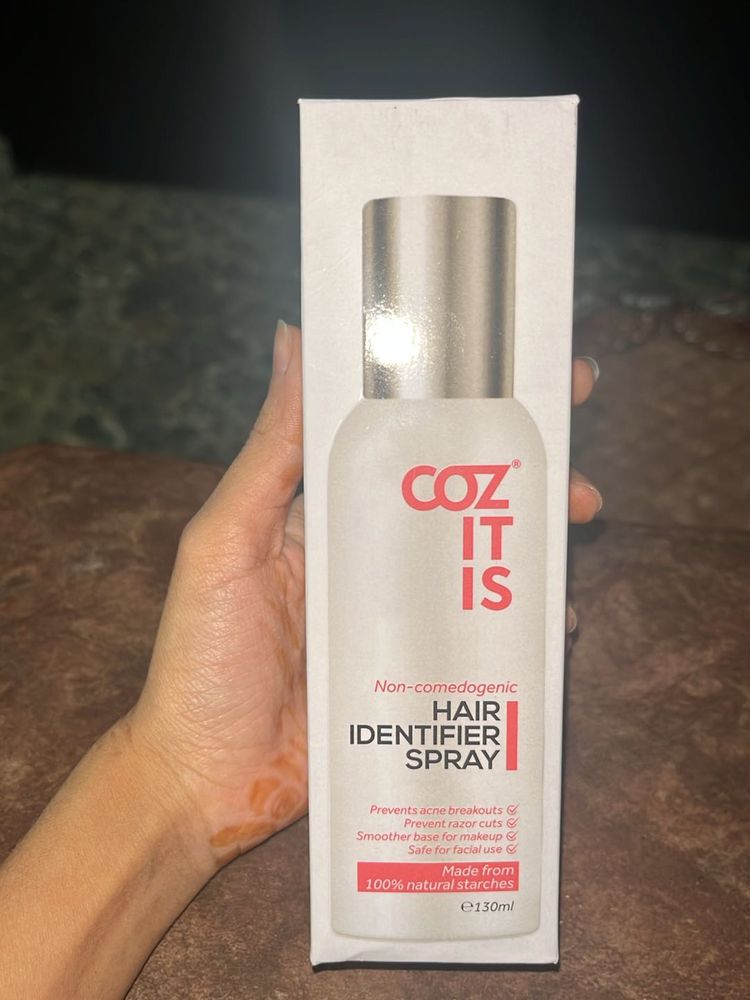 COZ®
IT
IS
Non-comedogenic
HAIR
IDENTIFIER
SPRAY
Prevents acne breakouts
Prevent razor cuts
Smoother base for makeup
Safe for facial use
Made from
100% natural starches
℮130ml